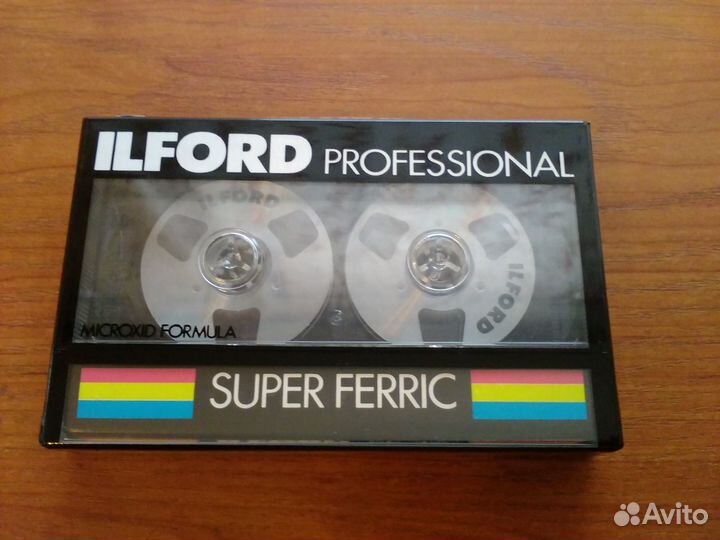 ILFORD PROFESSIONAL
ILFORD
ILFORD
MICROXID FORMULA
SUPER FERRIC
Avito